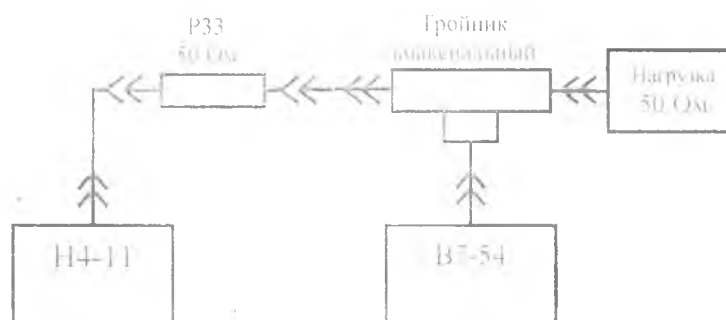 Р33
50 Ом
Тройник
коаксиальный
Нагрузка
50 Ом
Н4-11
В7-54